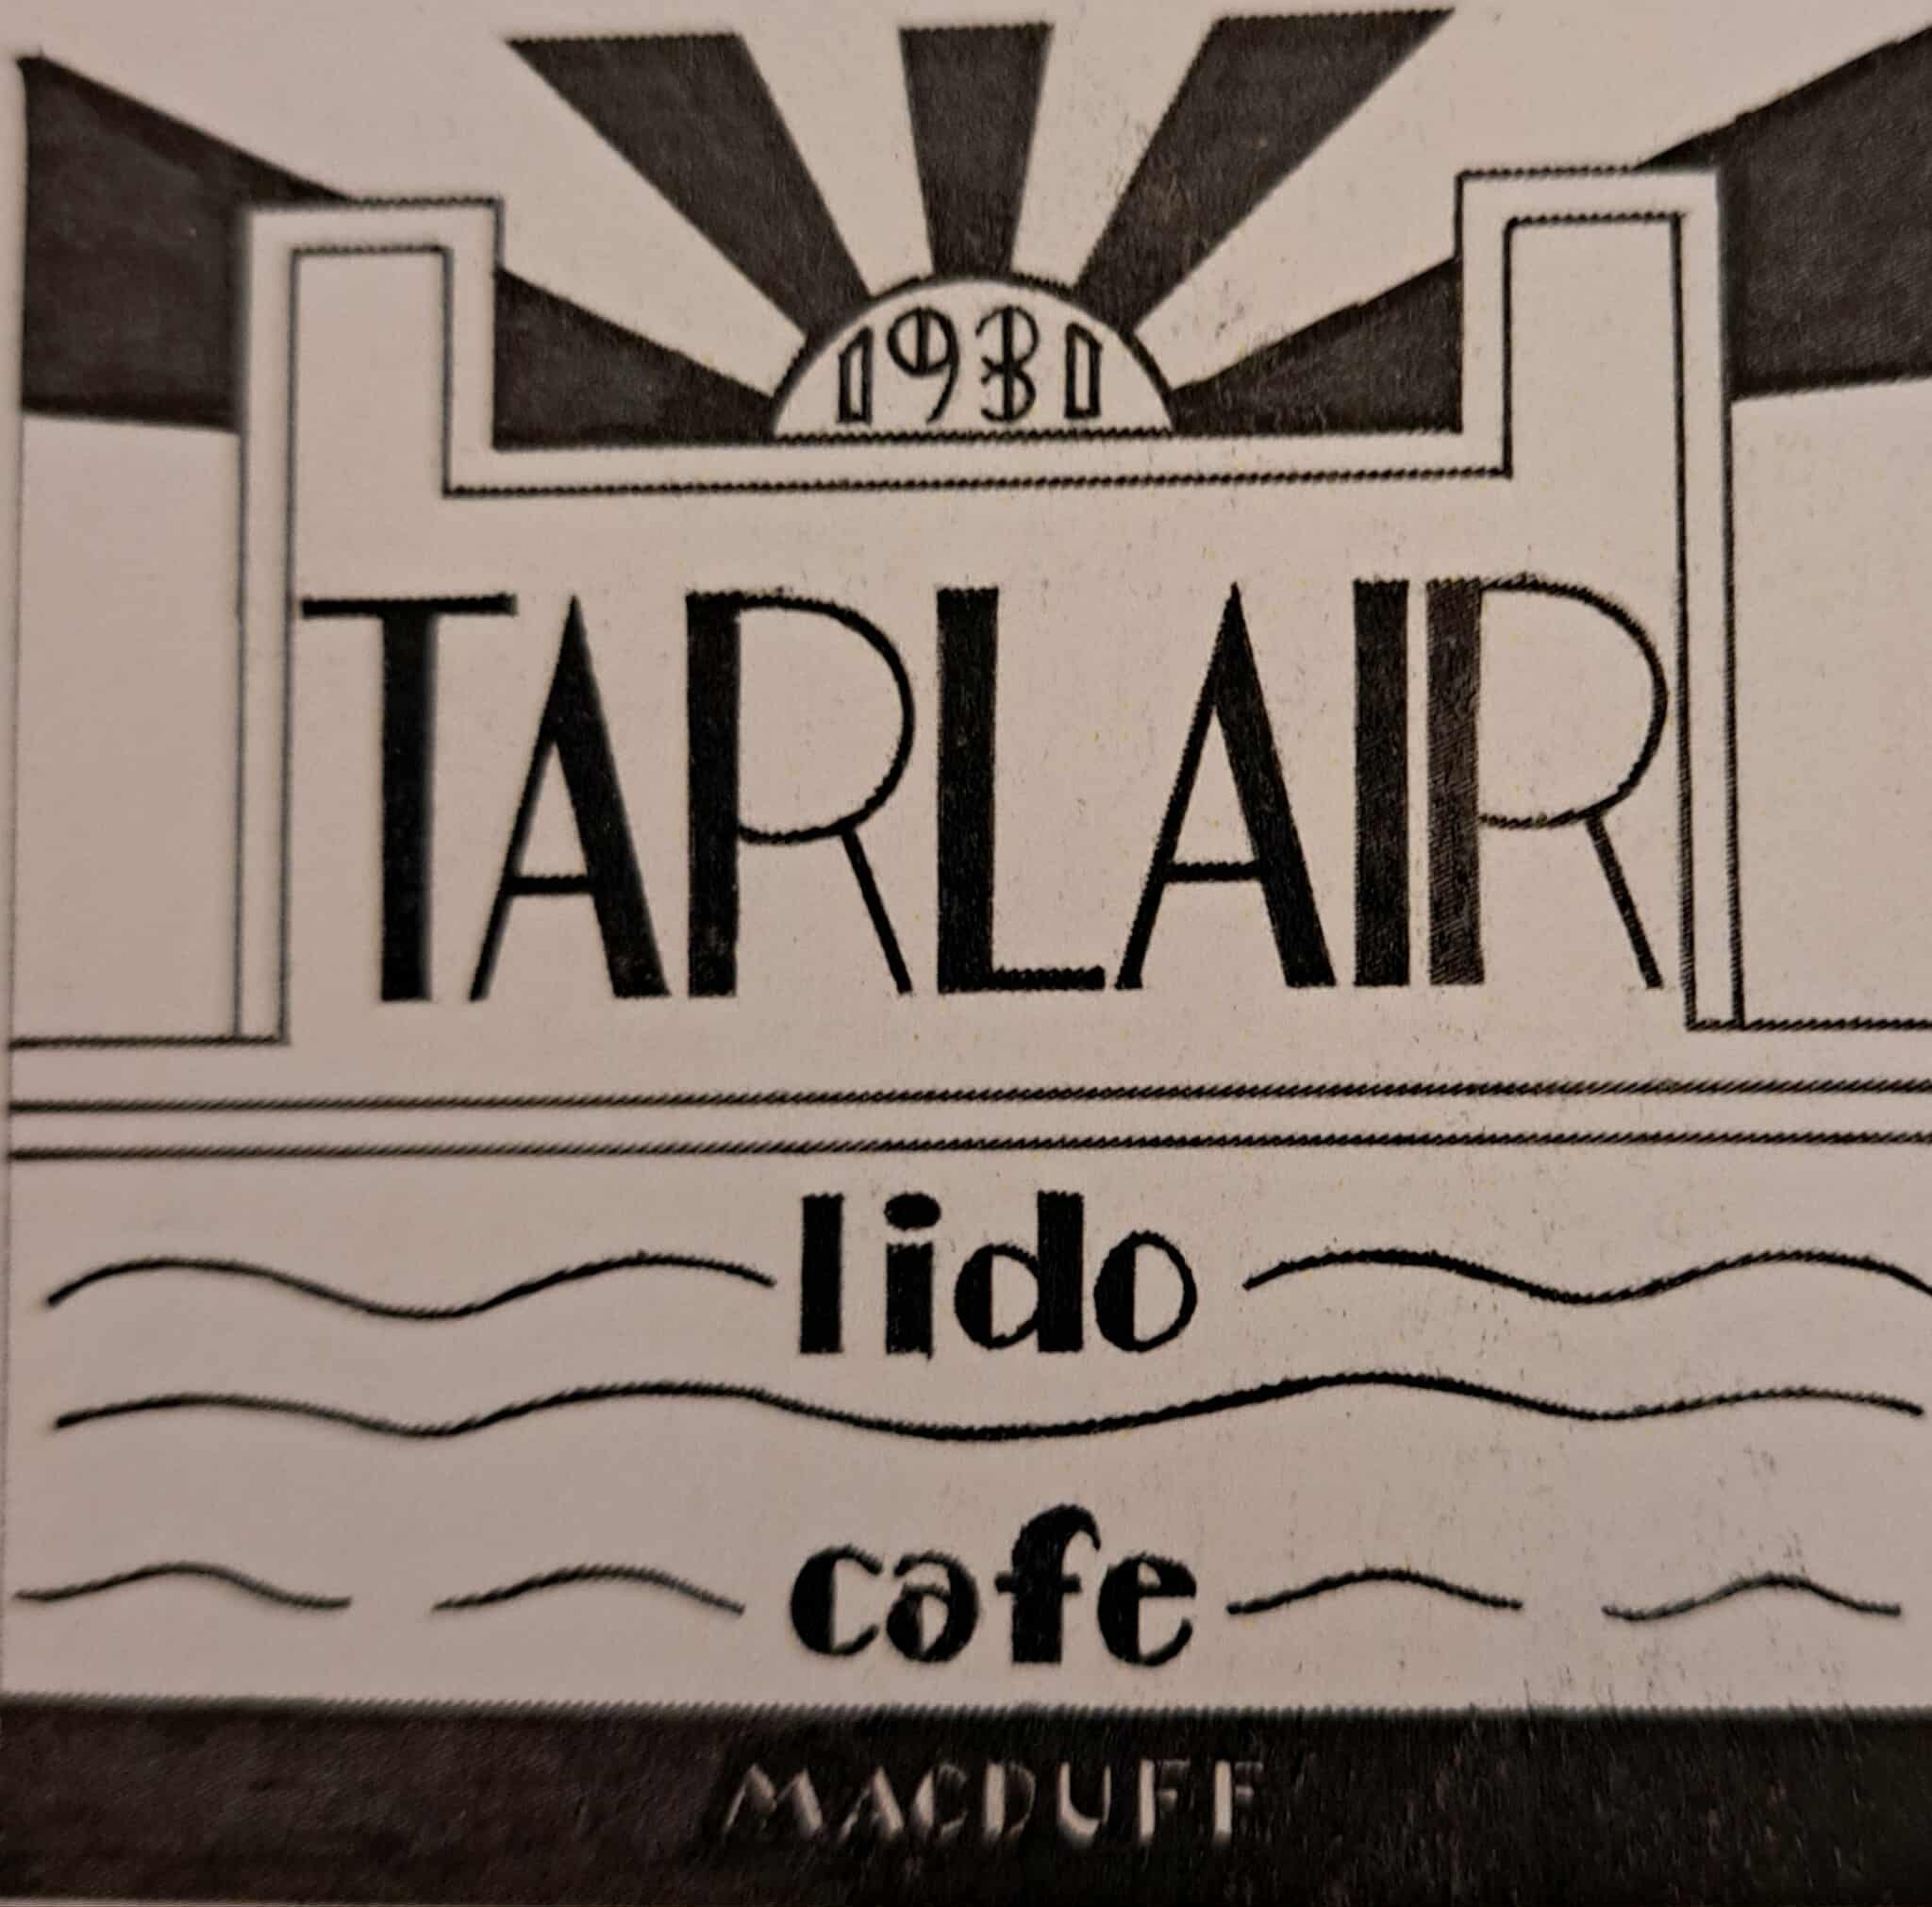 1931
TARLAIR
lido
cafe
MACDUFF